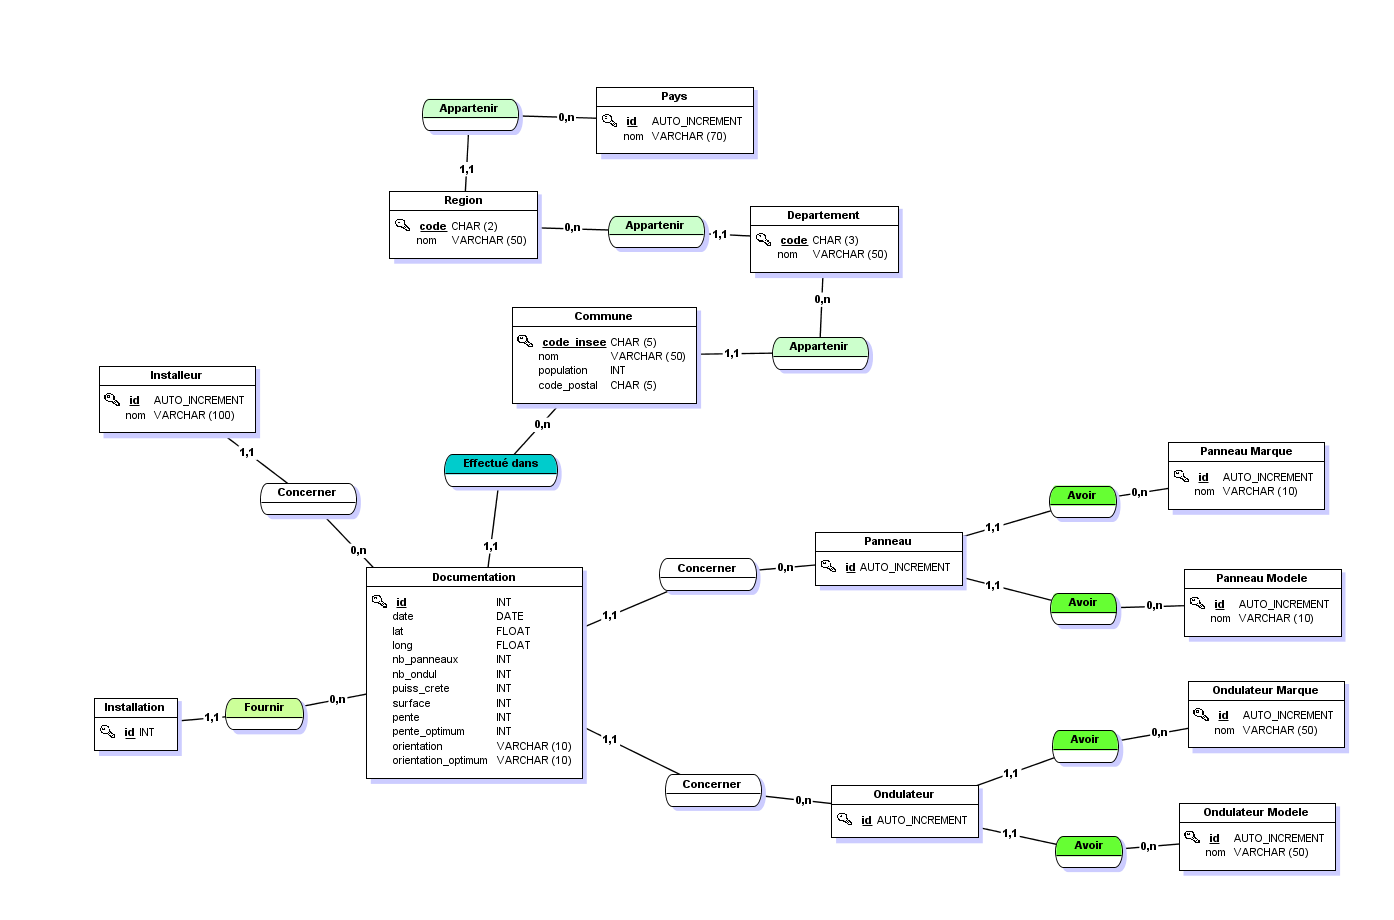 Pays
id AUTO_INCREMENT
nom VARCHAR (70)
Appartenir
0,n
1,1
Region
code CHAR (2)
nom VARCHAR (50)
0,n
Appartenir
1,1
Departement
code CHAR (3)
nom VARCHAR (50)
0,n
Appartenir
1,1
Commune
code_insee CHAR (5)
nom VARCHAR (50)
population INT
code_postal CHAR (5)
0,n
Effectué dans
1,1
Installeur
id AUTO_INCREMENT
nom VARCHAR (100)
1,1
Concerner
0,n
Documentation
id INT
date DATE
lat FLOAT
long FLOAT
nb_panneaux INT
nb_ondul INT
puiss_crete INT
surface INT
pente INT
pente_optimum INT
orientation VARCHAR (10)
orientation_optimum VARCHAR (10)
Installation
id INT
1,1
Fournir
0,n
1,1
Concerner
0,n
Panneau
id AUTO_INCREMENT
1,1
Avoir
0,n
Panneau Marque
id AUTO_INCREMENT
nom VARCHAR (10)
1,1
Avoir
0,n
Panneau Modele
id AUTO_INCREMENT
nom VARCHAR (10)
1,1
Concerner
0,n
Ondulateur
id AUTO_INCREMENT
1,1
Avoir
0,n
Ondulateur Marque
id AUTO_INCREMENT
nom VARCHAR (50)
1,1
Avoir
0,n
Ondulateur Modele
id AUTO_INCREMENT
nom VARCHAR (50)